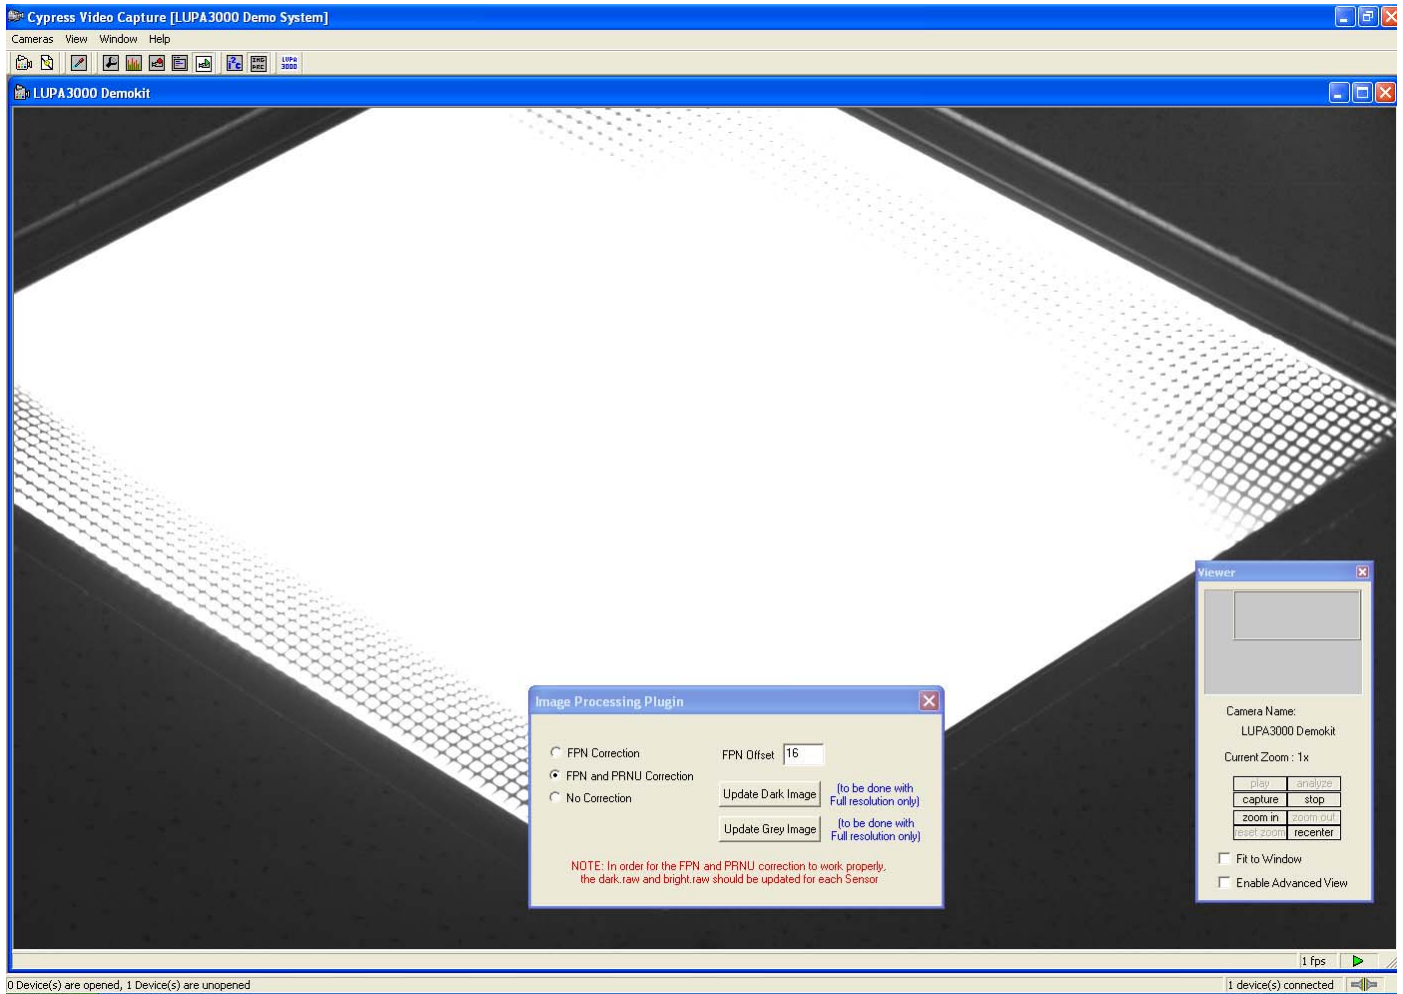 Cypress Video Capture [LUPA3000 Demo System]
Cameras View Window Help
I²C IMG PRC LUPA 3000
LUPA3000 Demokit
Image Processing Plugin
FPN Correction
FPN and PRNU Correction
No Correction
FPN Offset 16
Update Dark Image
(to be done with
Full resolution only)
Update Grey Image
(to be done with
Full resolution only)
NOTE: In order for the FPN and PRNU correction to work properly,
the dark.raw and bright.raw should be updated for each Sensor
Viewer
Camera Name:
LUPA3000 Demokit
Current Zoom : 1x
play analyze
capture stop
zoom in zoom out
reset zoom recenter
Fit to Window
Enable Advanced View
1 fps
0 Device(s) are opened, 1 Device(s) are unopened
1 device(s) connected